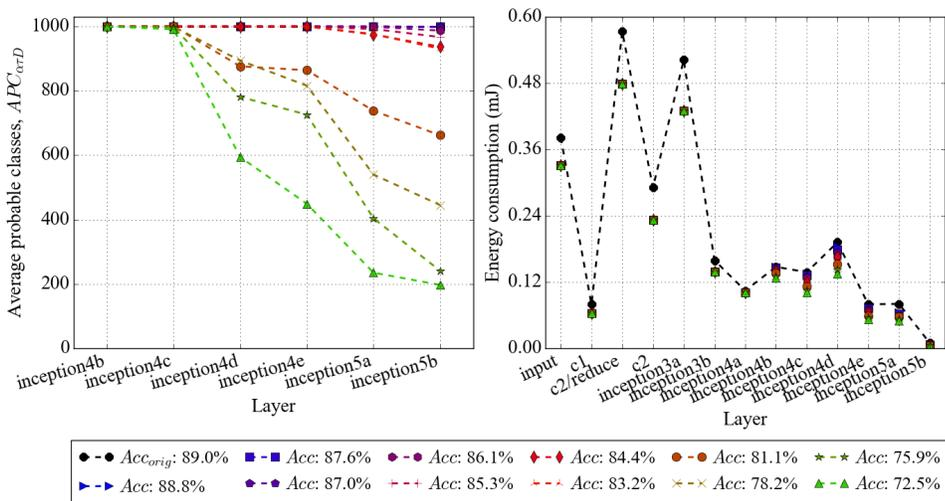 Average probable classes, APC_ατD
1000
800
600
400
200
0
inception4b
inception4c
inception4d
inception4e
inception5a
inception5b
Layer
Energy consumption (mJ)
0.60
0.48
0.36
0.24
0.12
0.00
input
c1
c2/reduce
c2
inception3a
inception3b
inception4a
inception4b
inception4c
inception4d
inception4e
inception5a
inception5b
Layer
Acc_orig: 89.0% Acc: 87.6% Acc: 86.1% Acc: 84.4% Acc: 81.1% Acc: 75.9%
Acc: 88.8% Acc: 87.0% Acc: 85.3% Acc: 83.2% Acc: 78.2% Acc: 72.5%